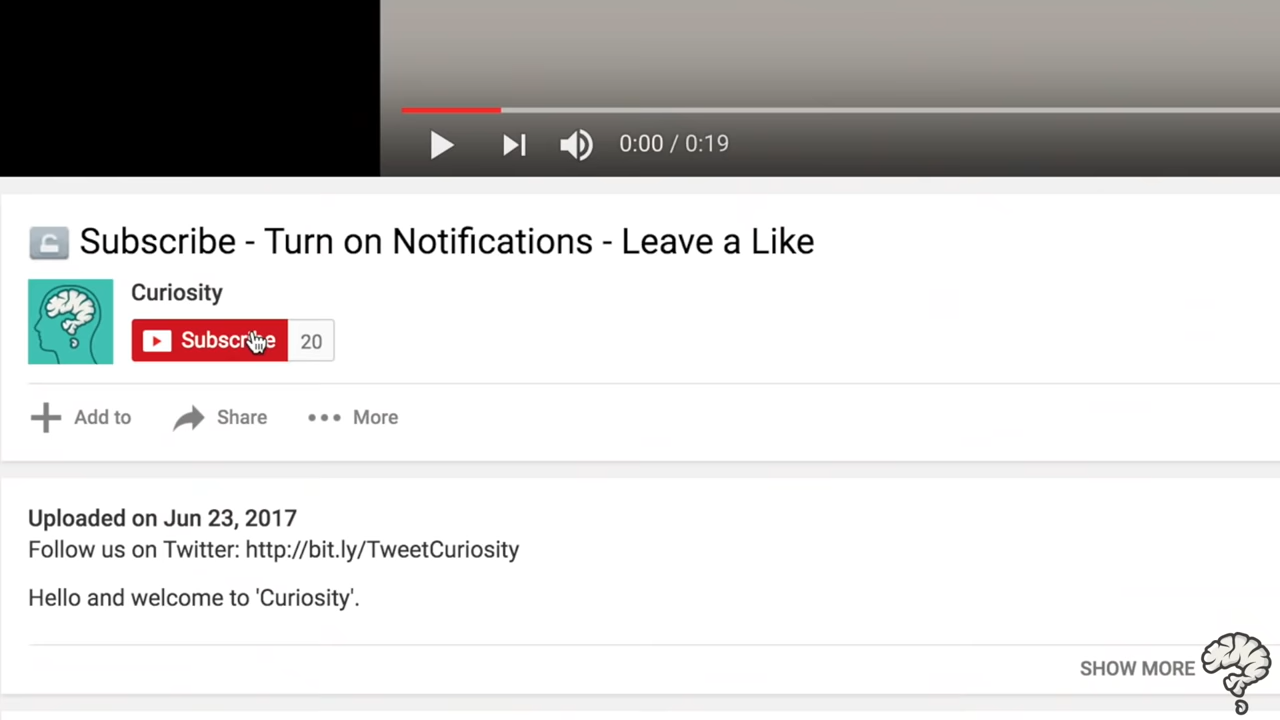 0:00 / 0:19
Subscribe - Turn on Notifications - Leave a Like
Curiosity
Subscribe 20
Add to Share More
Uploaded on Jun 23, 2017
Follow us on Twitter: http://bit.ly/TweetCuriosity
Hello and welcome to 'Curiosity'.
SHOW MORE